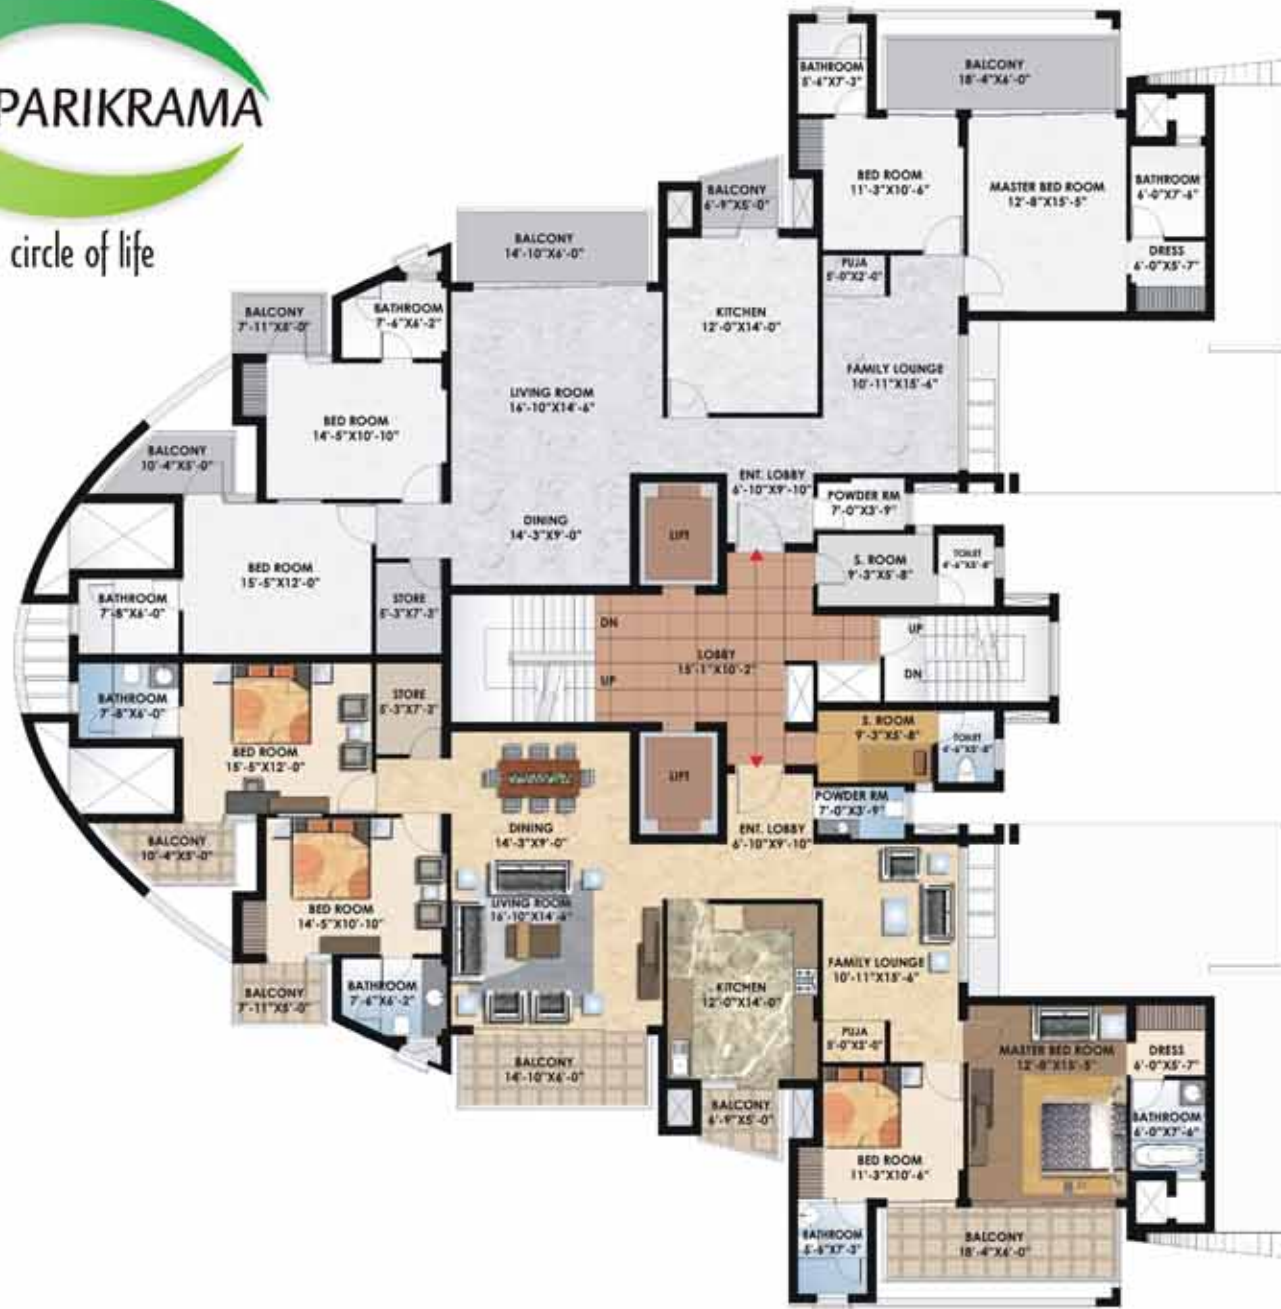 PARIKRAMA
circle of life
BATHROOM
5'-6"X7'-3"
BALCONY
18'-4"X6'-0"
BED ROOM
11'-3"X10'-6"
MASTER BED ROOM
12'-8"X15'-5"
BATHROOM
6'-0"X7'-6"
DRESS
6'-0"X5'-7"
BALCONY
6'-9"X5'-0"
BALCONY
14'-10"X6'-0"
PUJA
5'-0"X2'-0"
BALCONY
7'-11"X5'-0"
BATHROOM
7'-6"X6'-2"
KITCHEN
12'-0"X14'-0"
FAMILY LOUNGE
10'-11"X15'-6"
LIVING ROOM
16'-10"X14'-6"
BED ROOM
14'-5"X10'-10"
BALCONY
10'-4"X5'-0"
ENT. LOBBY
6'-10"X9'-10"
POWDER RM
7'-0"X3'-9"
DINING
14'-3"X9'-0"
LIFT
S. ROOM
9'-3"X5'-8"
TOILET
4'-6"X5'-8"
BED ROOM
15'-5"X12'-0"
BATHROOM
7'-8"X6'-0"
STORE
5'-3"X7'-3"
DN
UP
LOBBY
15'-1"X10'-2"
UP
DN
BATHROOM
7'-8"X6'-0"
STORE
5'-3"X7'-3"
BED ROOM
15'-5"X12'-0"
S. ROOM
9'-3"X5'-8"
TOILET
4'-6"X5'-8"
LIFT
POWDER RM
7'-0"X3'-9"
DINING
14'-3"X9'-0"
ENT. LOBBY
6'-10"X9'-10"
BALCONY
10'-4"X5'-0"
BED ROOM
14'-5"X10'-10"
LIVING ROOM
16'-10"X14'-6"
FAMILY LOUNGE
10'-11"X15'-6"
BALCONY
7'-11"X5'-0"
BATHROOM
7'-6"X6'-2"
KITCHEN
12'-0"X14'-0"
PUJA
5'-0"X2'-0"
MASTER BED ROOM
12'-8"X15'-5"
DRESS
6'-0"X5'-7"
BALCONY
14'-10"X6'-0"
BALCONY
6'-9"X5'-0"
BATHROOM
6'-0"X7'-6"
BED ROOM
11'-3"X10'-6"
BATHROOM
5'-6"X7'-3"
BALCONY
18'-4"X6'-0"